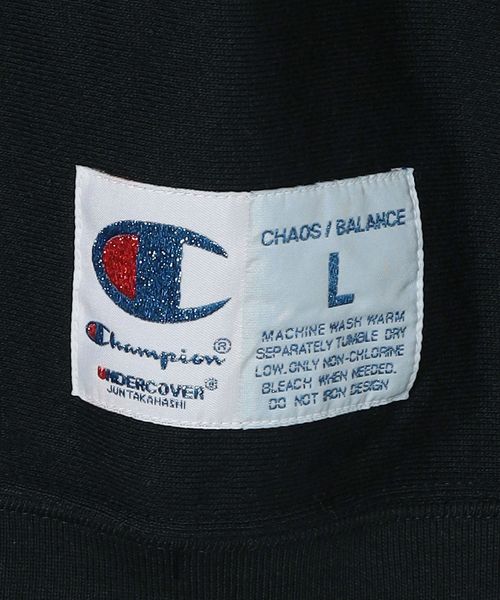 Champion®
UNDERCOVER®
JUNTAKAHASHI
CHAOS / BALANCE
L
MACHINE WASH WARM
SEPARATELY TUMBLE DRY
LOW. ONLY NON-CHLORINE
BLEACH WHEN NEEDED.
DO NOT IRON DESIGN